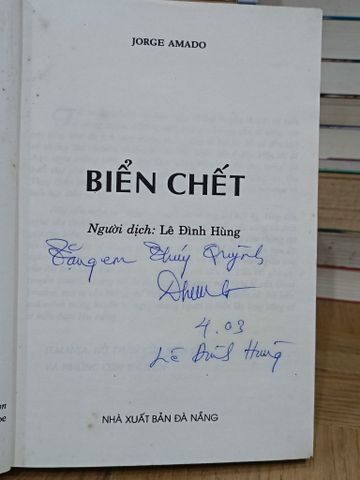 JORGE AMADO
BIỂN CHẾT
Người dịch: Lê Đình Hùng
Tặng em Thúy Quỳnh
4.03
Lê Đình Hùng
NHÀ XUẤT BẢN ĐÀ NẴNG